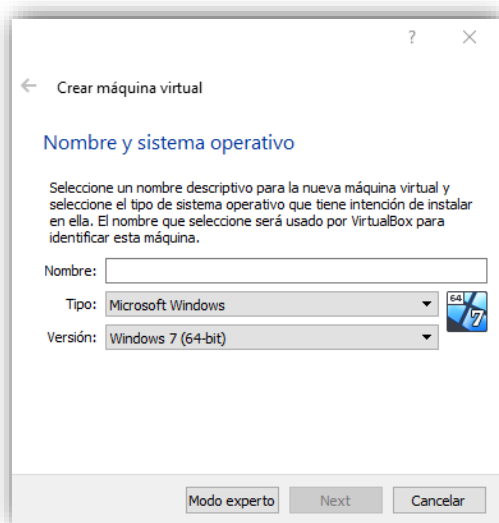 ?
Crear máquina virtual
Nombre y sistema operativo
Seleccione un nombre descriptivo para la nueva máquina virtual y
seleccione el tipo de sistema operativo que tiene intención de instalar
en ella. El nombre que seleccione será usado por VirtualBox para
identificar esta máquina.
Nombre:
Tipo: Microsoft Windows
64
7
Versión: Windows 7 (64-bit)
Modo experto Next Cancelar